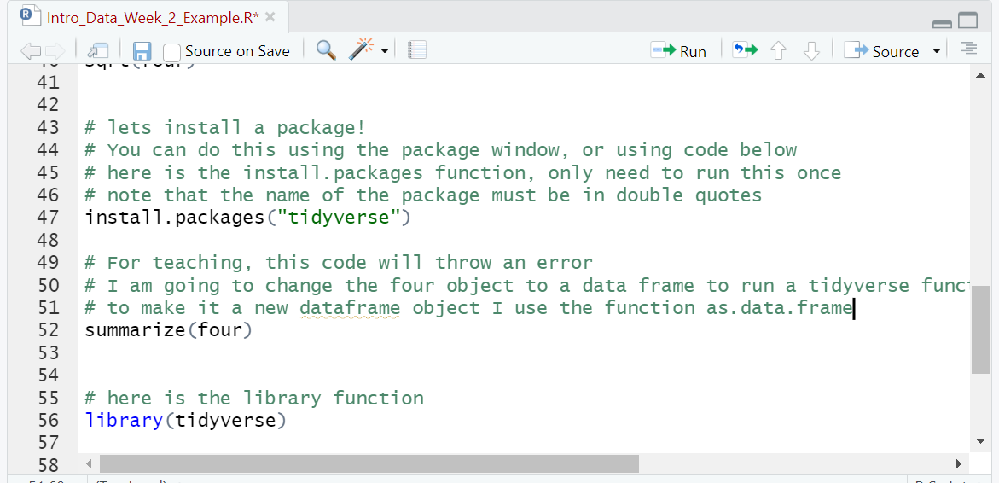 R Intro_Data_Week_2_Example.R* ×
Source on Save
Run
Source
41
42
43 # lets install a package!
44 # You can do this using the package window, or using code below
45 # here is the install.packages function, only need to run this once
46 # note that the name of the package must be in double quotes
47 install.packages("tidyverse")
48
49 # For teaching, this code will throw an error
50 # I am going to change the four object to a data frame to run a tidyverse
51 # to make it a new dataframe object I use the function as.data.frame
52 summarize(four)
53
54
55 # here is the library function
56 library(tidyverse)
57
58